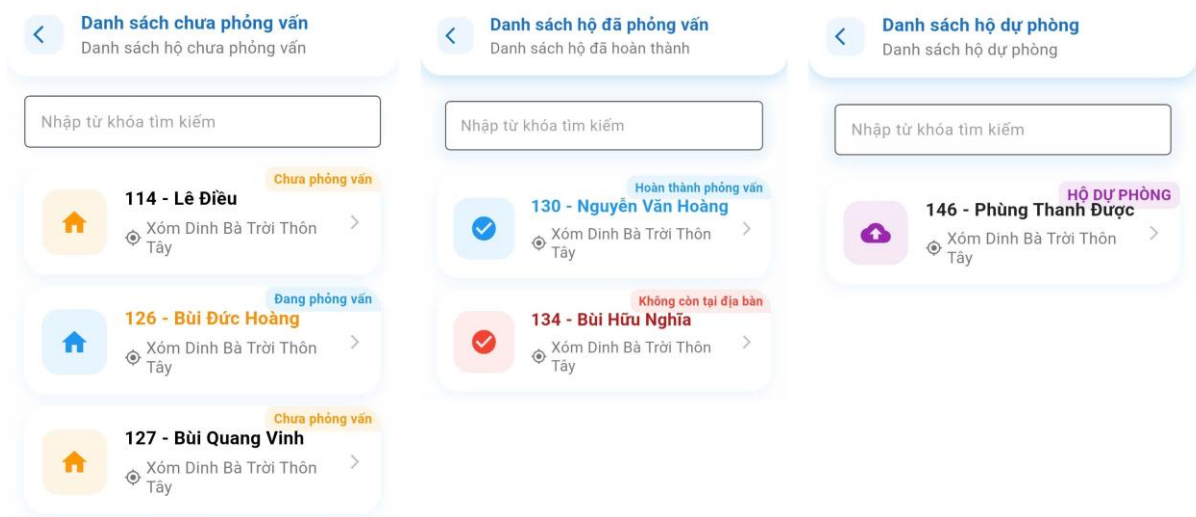 Danh sách chưa phỏng vấn
Danh sách hộ chưa phỏng vấn
Nhập từ khóa tìm kiếm
Chưa phỏng vấn
114 - Lê Điều
Xóm Dinh Bà Trời Thôn
Tây
Đang phỏng vấn
126 - Bùi Đức Hoàng
Xóm Dinh Bà Trời Thôn
Tây
Chưa phỏng vấn
127 - Bùi Quang Vinh
Xóm Dinh Bà Trời Thôn
Tây
Danh sách hộ đã phỏng vấn
Danh sách hộ đã hoàn thành
Nhập từ khóa tìm kiếm
Hoàn thành phỏng vấn
130 - Nguyễn Văn Hoàng
Xóm Dinh Bà Trời Thôn
Tây
Không còn tại địa bàn
134 - Bùi Hữu Nghĩa
Xóm Dinh Bà Trời Thôn
Tây
Danh sách hộ dự phòng
Danh sách hộ dự phòng
Nhập từ khóa tìm kiếm
HỘ DỰ PHÒNG
146 - Phùng Thanh Được
Xóm Dinh Bà Trời Thôn
Tây